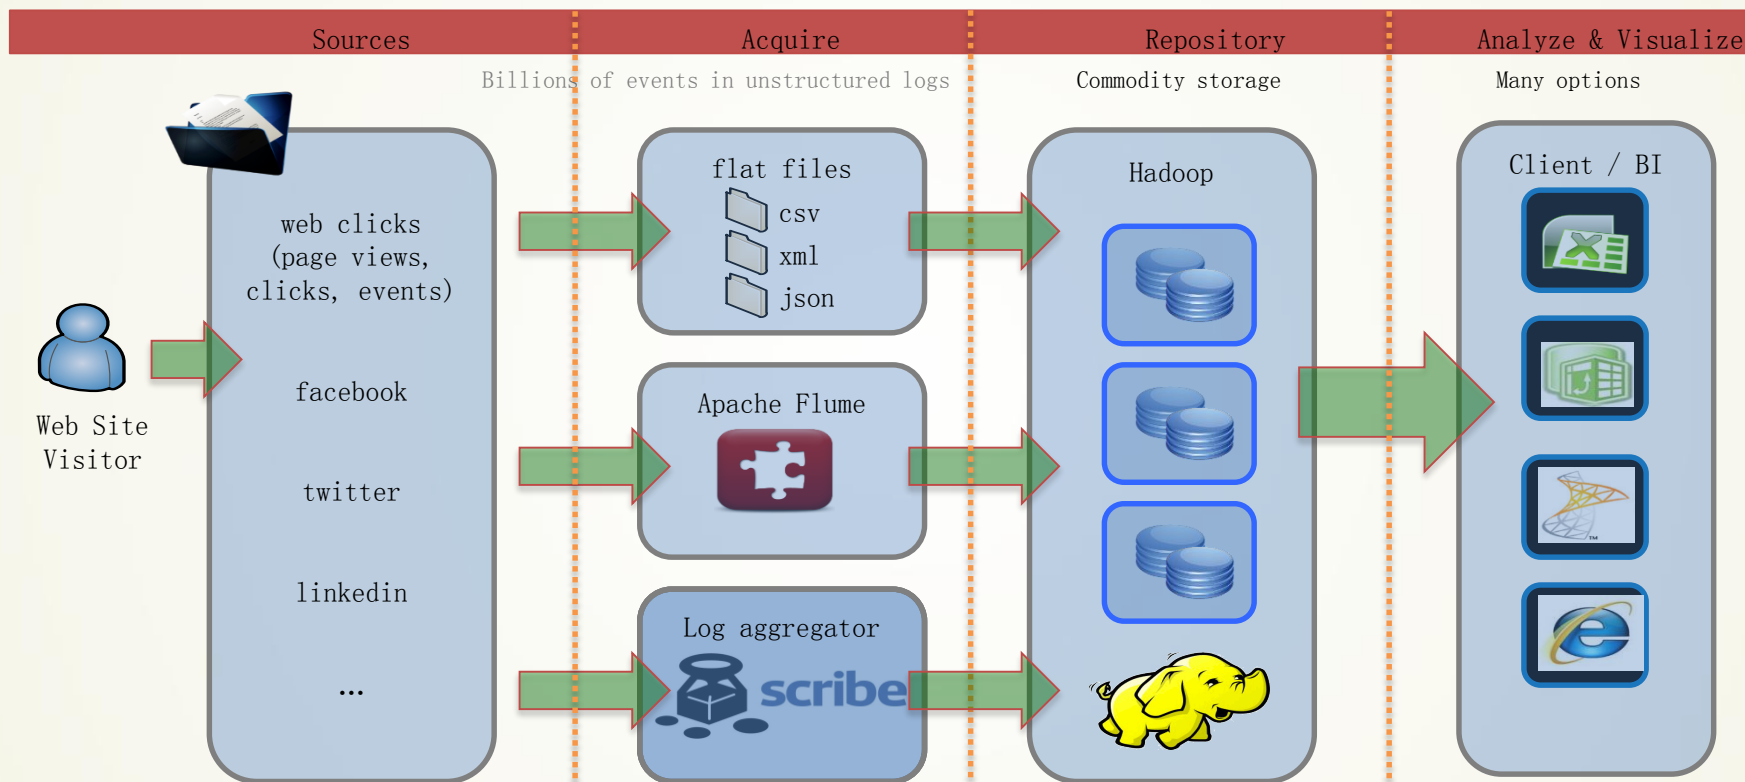 Sources
Acquire
Repository
Analyze & Visualize
Billions of events in unstructured logs
Commodity storage
Many options
web clicks
(page views,
clicks, events)
facebook
twitter
linkedin
...
Web Site
Visitor
flat files
csv
xml
json
Apache Flume
Log aggregator
scribe
Hadoop
Client / BI
TM